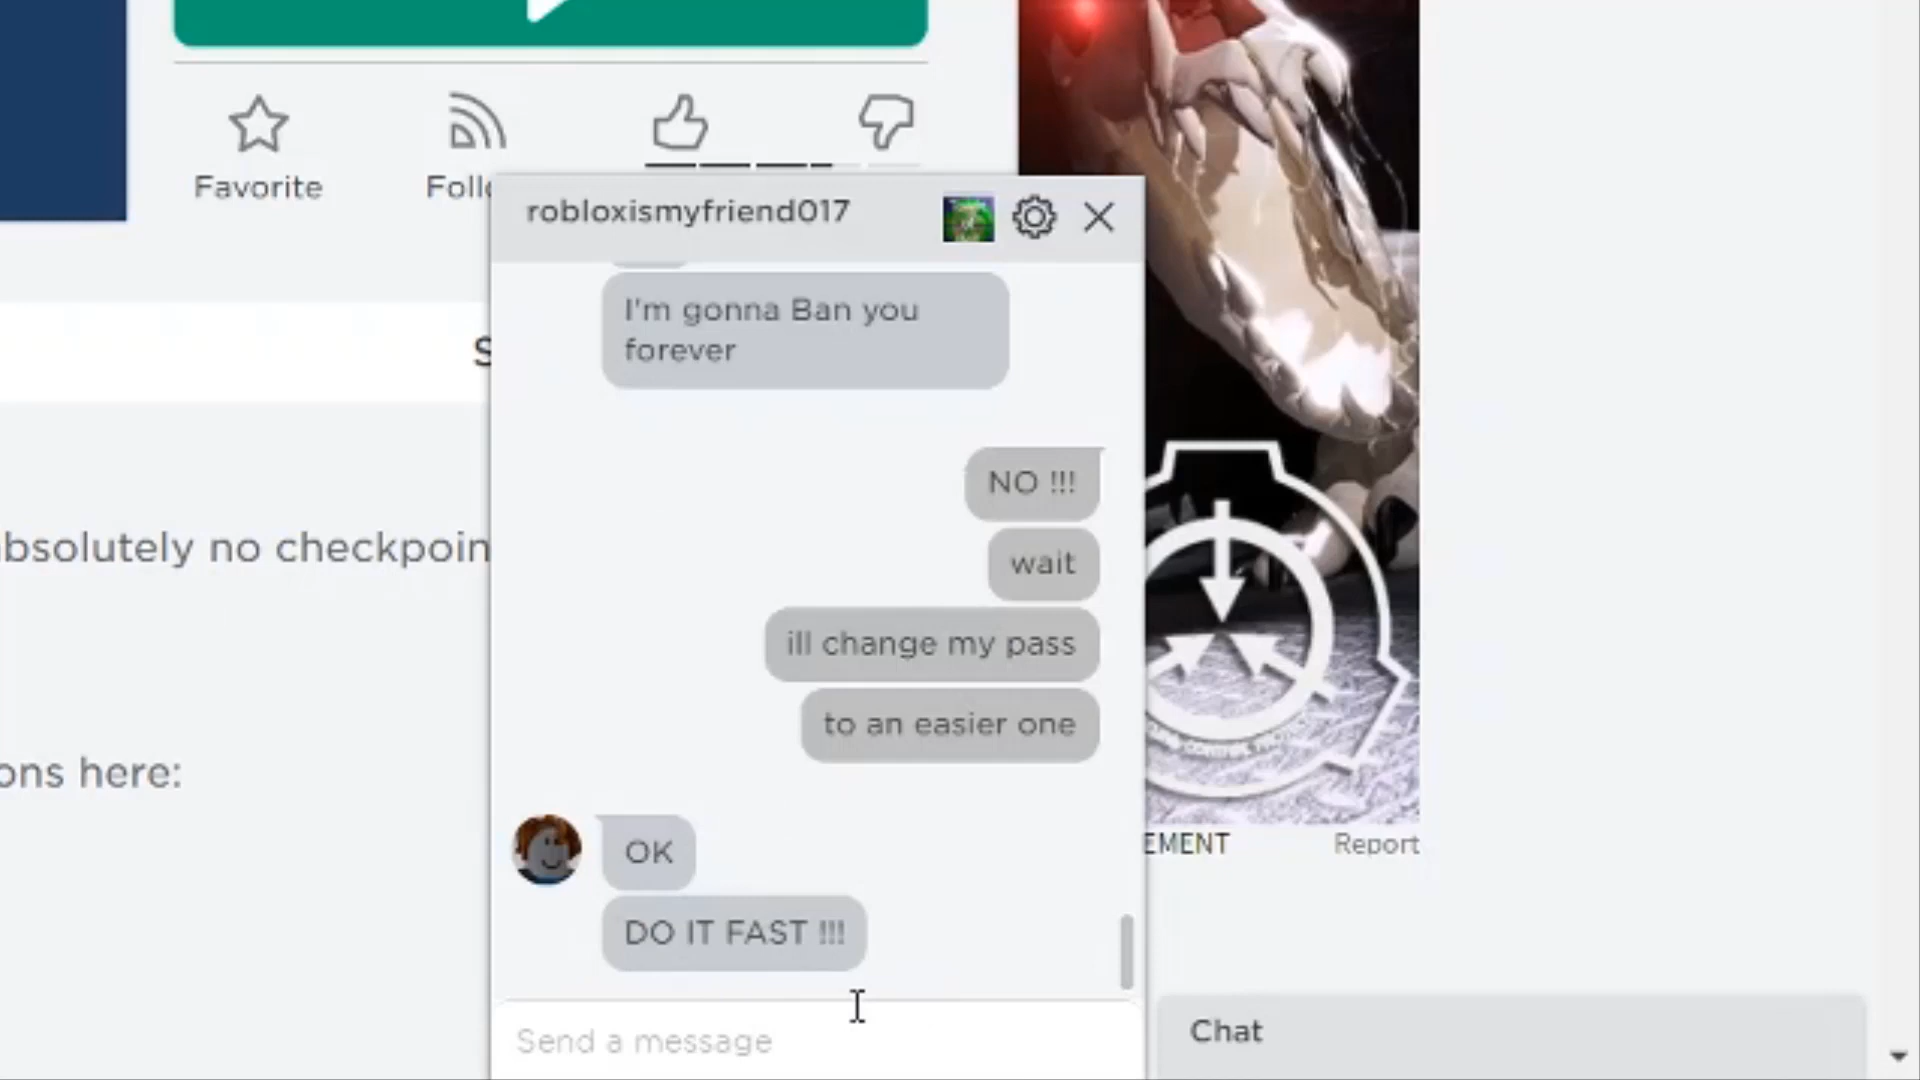 Favorite
Follo
robloxismyfriend017
I'm gonna Ban you
forever
NO !!!
wait
ill change my pass
to an easier one
bsolutely no checkpoin
ons here:
OK
DO IT FAST !!!
EMENT
Report
Send a message
Chat